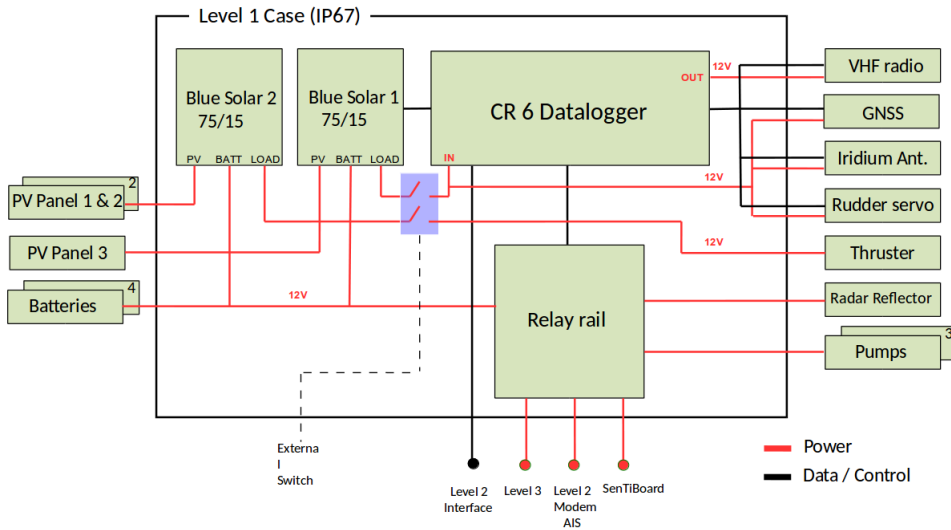 Level 1 Case (IP67)
Blue Solar 2
75/15
PV BATT LOAD
Blue Solar 1
75/15
PV BATT LOAD
CR 6 Datalogger
OUT
IN
12V
VHF radio
GNSS
12V
Iridium Ant.
Rudder servo
12V
Thruster
Radar Reflector
3
Pumps
2
PV Panel 1 & 2
PV Panel 3
4
Batteries
12V
Relay rail
Externa
l
Switch
Level 2
Interface
Level 3
Level 2
Modem
AIS
SenTiBoard
Power
Data / Control